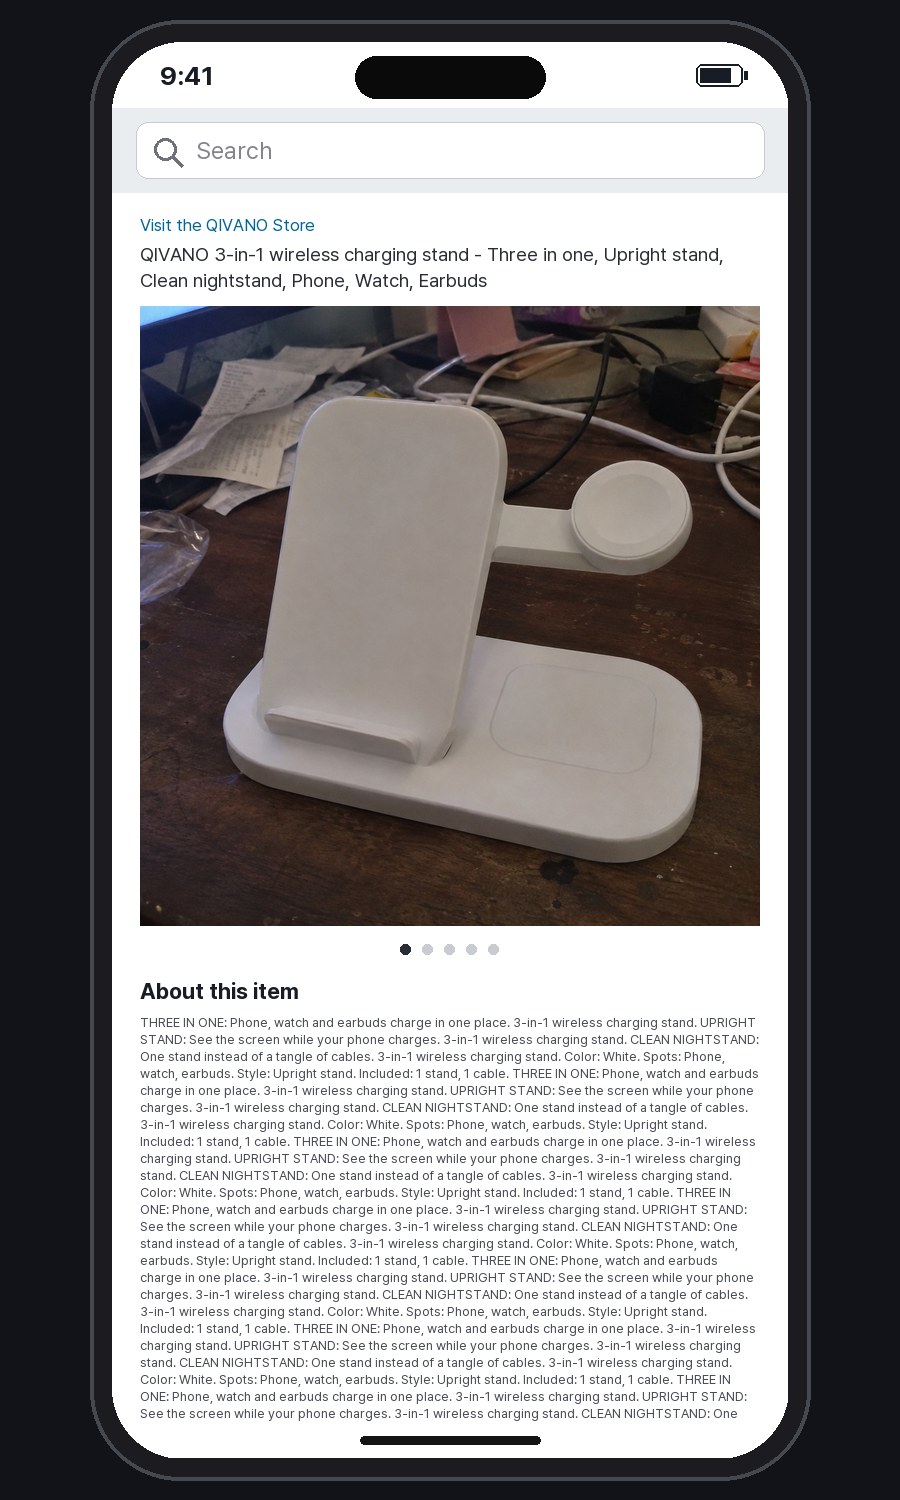 9:41
Search
Visit the QIVANO Store
QIVANO 3-in-1 wireless charging stand - Three in one, Upright stand,
Clean nightstand, Phone, Watch, Earbuds
About this item
THREE IN ONE: Phone, watch and earbuds charge in one place. 3-in-1 wireless charging stand. UPRIGHT
STAND: See the screen while your phone charges. 3-in-1 wireless charging stand. CLEAN NIGHTSTAND:
One stand instead of a tangle of cables. 3-in-1 wireless charging stand. Color: White. Spots: Phone,
watch, earbuds. Style: Upright stand. Included: 1 stand, 1 cable. THREE IN ONE: Phone, watch and earbuds
charge in one place. 3-in-1 wireless charging stand. UPRIGHT STAND: See the screen while your phone
charges. 3-in-1 wireless charging stand. CLEAN NIGHTSTAND: One stand instead of a tangle of cables.
3-in-1 wireless charging stand. Color: White. Spots: Phone, watch, earbuds. Style: Upright stand.
Included: 1 stand, 1 cable. THREE IN ONE: Phone, watch and earbuds charge in one place. 3-in-1 wireless
charging stand. UPRIGHT STAND: See the screen while your phone charges. 3-in-1 wireless charging
stand. CLEAN NIGHTSTAND: One stand instead of a tangle of cables. 3-in-1 wireless charging stand.
Color: White. Spots: Phone, watch, earbuds. Style: Upright stand. Included: 1 stand, 1 cable. THREE IN
ONE: Phone, watch and earbuds charge in one place. 3-in-1 wireless charging stand. UPRIGHT STAND:
See the screen while your phone charges. 3-in-1 wireless charging stand. CLEAN NIGHTSTAND: One
stand instead of a tangle of cables. 3-in-1 wireless charging stand. Color: White. Spots: Phone, watch,
earbuds. Style: Upright stand. Included: 1 stand, 1 cable. THREE IN ONE: Phone, watch and earbuds
charge in one place. 3-in-1 wireless charging stand. UPRIGHT STAND: See the screen while your phone
charges. 3-in-1 wireless charging stand. CLEAN NIGHTSTAND: One stand instead of a tangle of cables.
3-in-1 wireless charging stand. Color: White. Spots: Phone, watch, earbuds. Style: Upright stand.
Included: 1 stand, 1 cable. THREE IN ONE: Phone, watch and earbuds charge in one place. 3-in-1 wireless
charging stand. UPRIGHT STAND: See the screen while your phone charges. 3-in-1 wireless charging
stand. CLEAN NIGHTSTAND: One stand instead of a tangle of cables. 3-in-1 wireless charging stand.
Color: White. Spots: Phone, watch, earbuds. Style: Upright stand. Included: 1 stand, 1 cable. THREE IN
ONE: Phone, watch and earbuds charge in one place. 3-in-1 wireless charging stand. UPRIGHT STAND:
See the screen while your phone charges. 3-in-1 wireless charging stand. CLEAN NIGHTSTAND: One